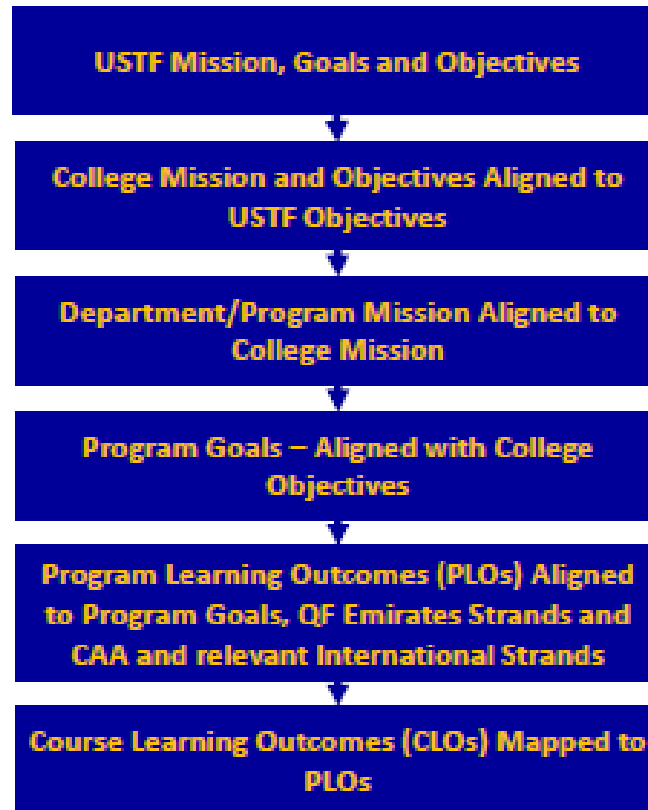 USTF Mission, Goals and Objectives
College Mission and Objectives Aligned to
USTF Objectives
Department/Program Mission Aligned to
College Mission
Program Goals – Aligned with College
Objectives
Program Learning Outcomes (PLOs) Aligned
to Program Goals, QF Emirates Strands and
CAA and relevant International Strands
Course Learning Outcomes (CLOs) Mapped to
PLOs